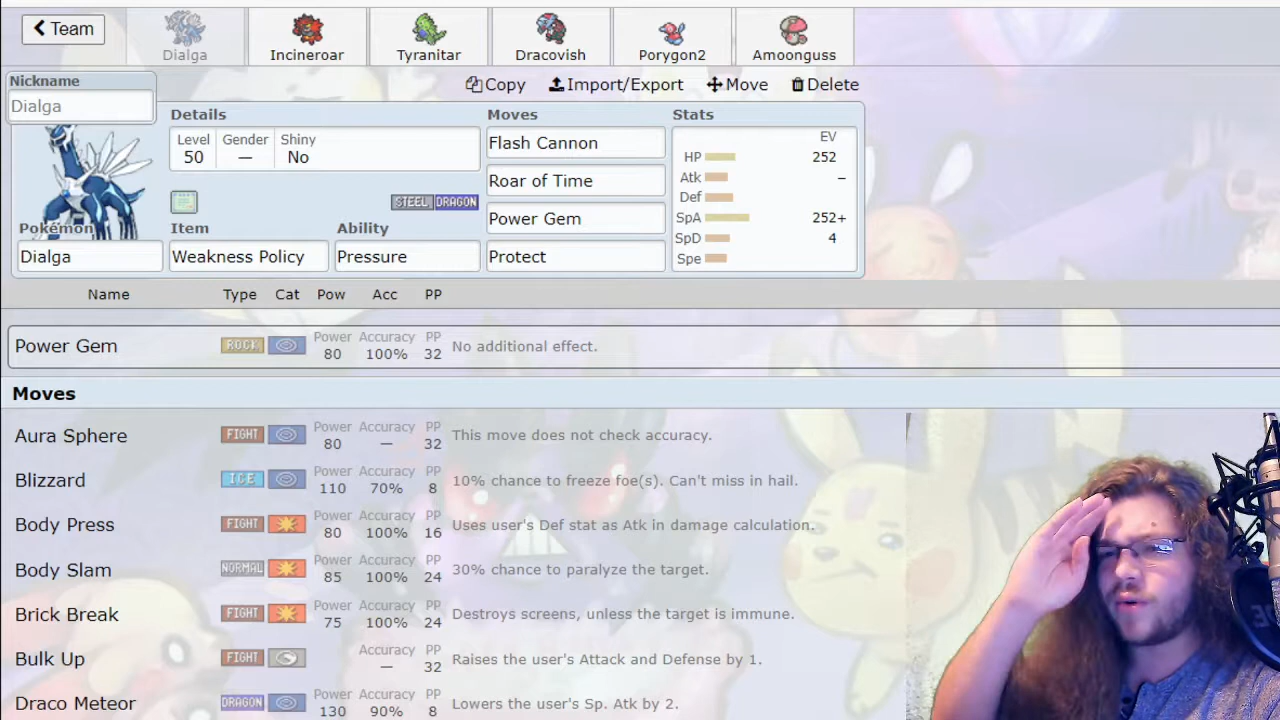 Team
Dialga
Incineroar
Tyranitar
Dracovish
Porygon2
Amoonguss
Nickname
Dialga
Copy
Import/Export
Move
Delete
Details
Level
50
Gender
—
Shiny
No
STEEL DRAGON
Pokémon
Dialga
Item
Weakness Policy
Ability
Pressure
Moves
Flash Cannon
Roar of Time
Power Gem
Protect
Stats
EV
HP 252
Atk –
Def
SpA 252+
SpD 4
Spe
Name Type Cat Pow Acc PP
Power Gem ROCK Power 80 Accuracy 100% PP 32 No additional effect.
Moves
Aura Sphere FIGHT Power 80 Accuracy — PP 32 This move does not check accuracy.
Blizzard ICE Power 110 Accuracy 70% PP 8 10% chance to freeze foe(s). Can't miss in hail.
Body Press FIGHT Power 80 Accuracy 100% PP 16 Uses user's Def stat as Atk in damage calculation.
Body Slam NORMAL Power 85 Accuracy 100% PP 24 30% chance to paralyze the target.
Brick Break FIGHT Power 75 Accuracy 100% PP 24 Destroys screens, unless the target is immune.
Bulk Up FIGHT Accuracy — PP 32 Raises the user's Attack and Defense by 1.
Draco Meteor DRAGON Power 130 Accuracy 90% PP 8 Lowers the user's Sp. Atk by 2.